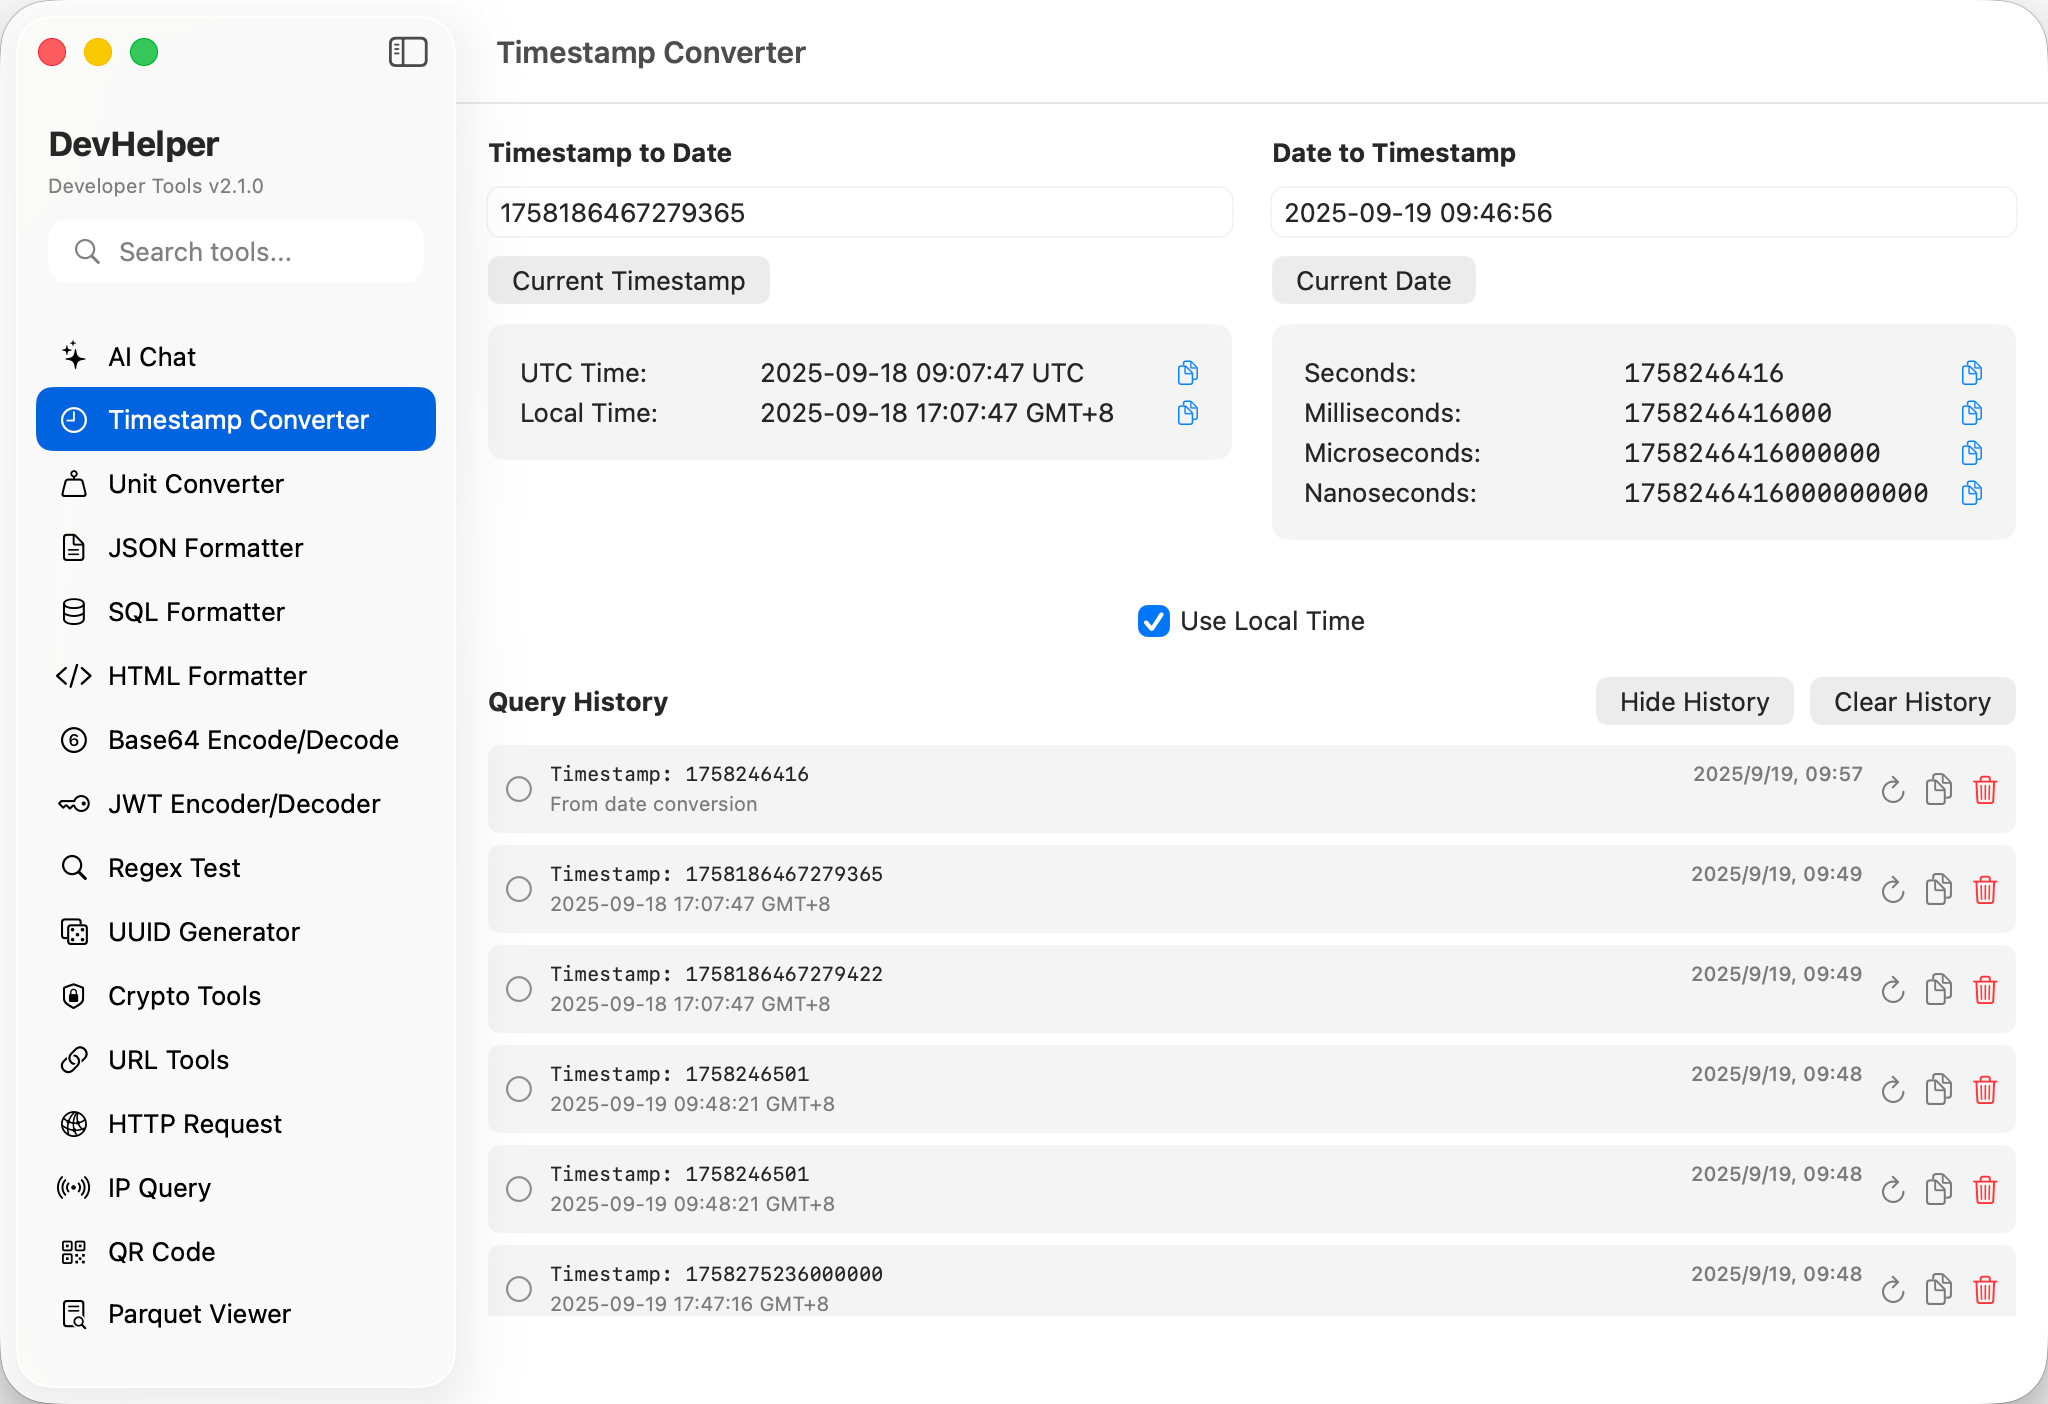 Timestamp Converter
DevHelper
Developer Tools v2.1.0
Search tools...
AI Chat
Timestamp Converter
Unit Converter
JSON Formatter
SQL Formatter
HTML Formatter
Base64 Encode/Decode
JWT Encoder/Decoder
Regex Test
UUID Generator
Crypto Tools
URL Tools
HTTP Request
IP Query
QR Code
Parquet Viewer
Timestamp to Date
1758186467279365
Current Timestamp
UTC Time: 2025-09-18 09:07:47 UTC
Local Time: 2025-09-18 17:07:47 GMT+8
Date to Timestamp
2025-09-19 09:46:56
Current Date
Seconds: 1758246416
Milliseconds: 1758246416000
Microseconds: 1758246416000000
Nanoseconds: 1758246416000000000
Use Local Time
Query History Hide History Clear History
Timestamp: 1758246416 2025/9/19, 09:57
From date conversion
Timestamp: 1758186467279365 2025/9/19, 09:49
2025-09-18 17:07:47 GMT+8
Timestamp: 1758186467279422 2025/9/19, 09:49
2025-09-18 17:07:47 GMT+8
Timestamp: 1758246501 2025/9/19, 09:48
2025-09-19 09:48:21 GMT+8
Timestamp: 1758246501 2025/9/19, 09:48
2025-09-19 09:48:21 GMT+8
Timestamp: 1758275236000000 2025/9/19, 09:48
2025-09-19 17:47:16 GMT+8